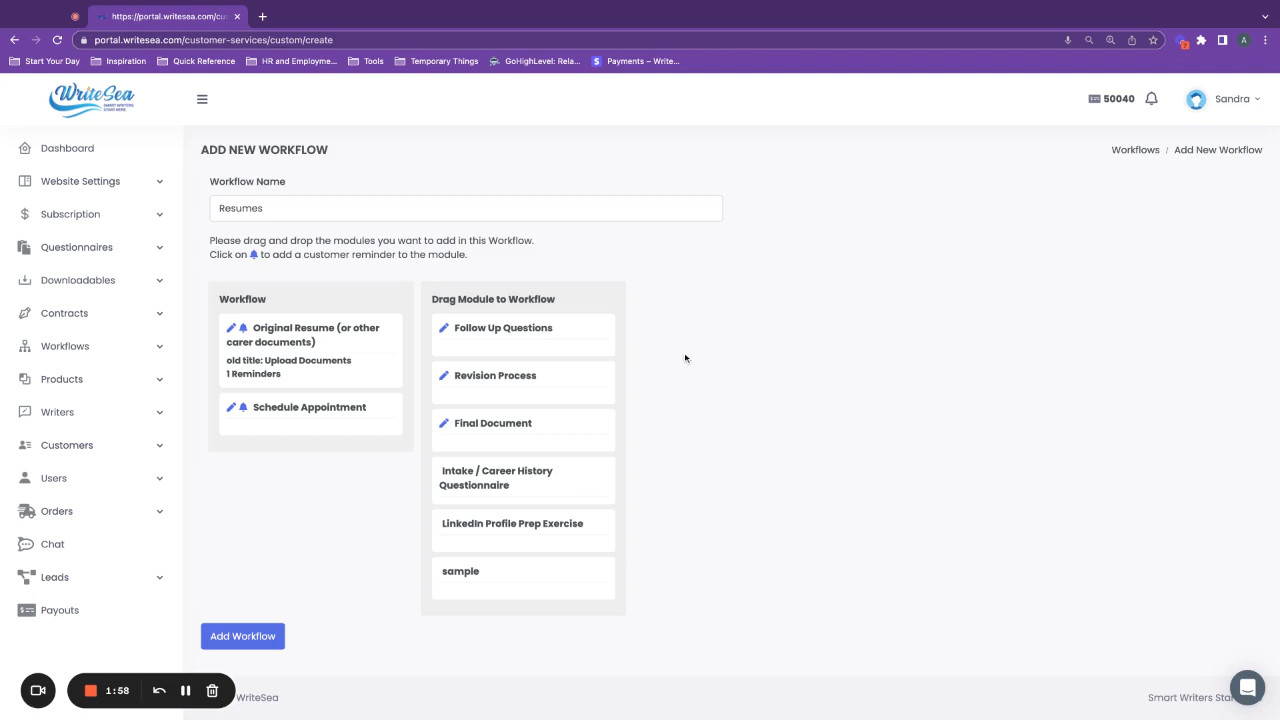 https://portal.writesea.com/cu
portal.writesea.com/customer-services/custom/create
Start Your Day
Inspiration
Quick Reference
HR and Employme...
Tools
Temporary Things
GoHighLevel: Rela...
Payments – Write...
WriteSea
SMART WRITERS
START HERE
50040
Sandra
Dashboard
Website Settings
Subscription
Questionnaires
Downloadables
Contracts
Workflows
Products
Writers
Customers
Users
Orders
Chat
Leads
Payouts
ADD NEW WORKFLOW
Workflows / Add New Workflow
Workflow Name
Resumes
Please drag and drop the modules you want to add in this Workflow.
Click on to add a customer reminder to the module.
Workflow
Original Resume (or other
carer documents)
old title: Upload Documents
1 Reminders
Schedule Appointment
Drag Module to Workflow
Follow Up Questions
Revision Process
Final Document
Intake / Career History
Questionnaire
LinkedIn Profile Prep Exercise
sample
Add Workflow
1:58
WriteSea
Smart Writers Sta